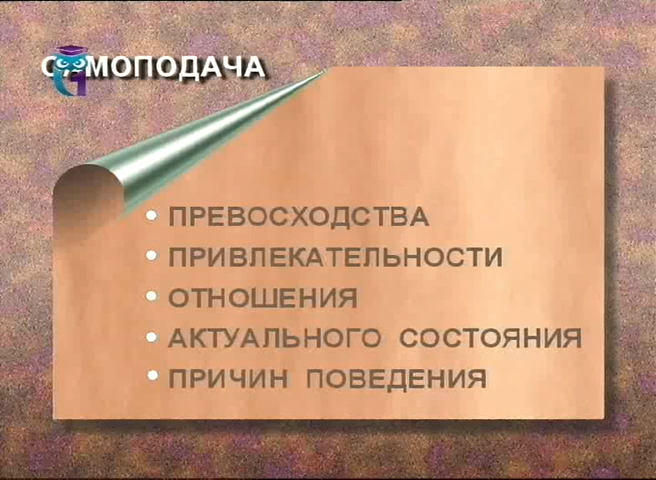 САМОПОДАЧА
ПРЕВОСХОДСТВА
ПРИВЛЕКАТЕЛЬНОСТИ
ОТНОШЕНИЯ
АКТУАЛЬНОГО СОСТОЯНИЯ
ПРИЧИН ПОВЕДЕНИЯ